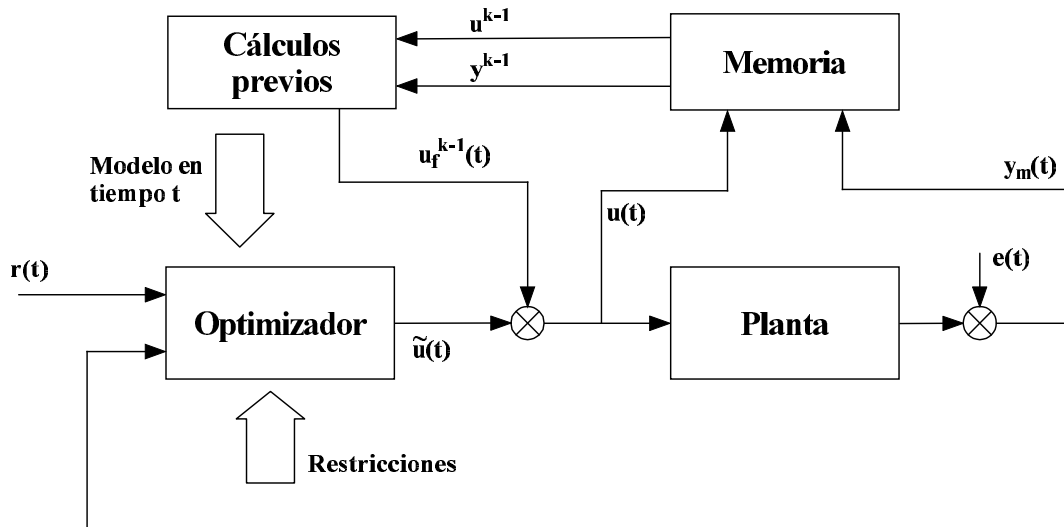 Cálculos
previos
u^k-1
y^k-1
Memoria
u_f^k-1(t)
Modelo en
tiempo t
u(t)
y_m(t)
r(t)
e(t)
Optimizador
ũ(t)
Planta
Restricciones